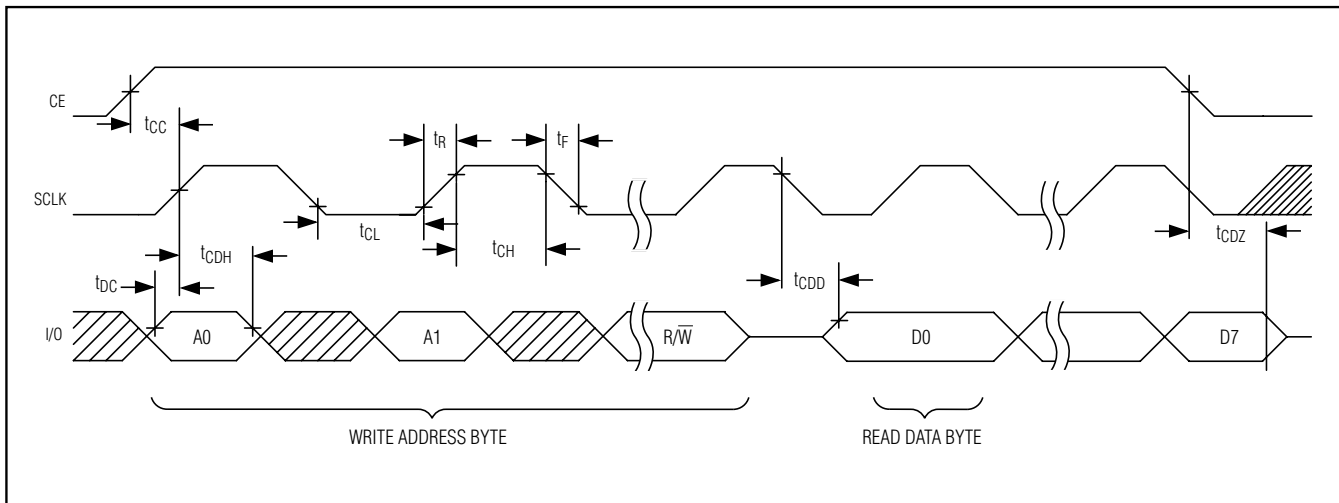 CE
tCC
tR
tF
SCLK
tCL
tCH
tCDZ
tCDH
tDC
tCDD
I/O
A0
A1
R/W̅
D0
D7
WRITE ADDRESS BYTE
READ DATA BYTE